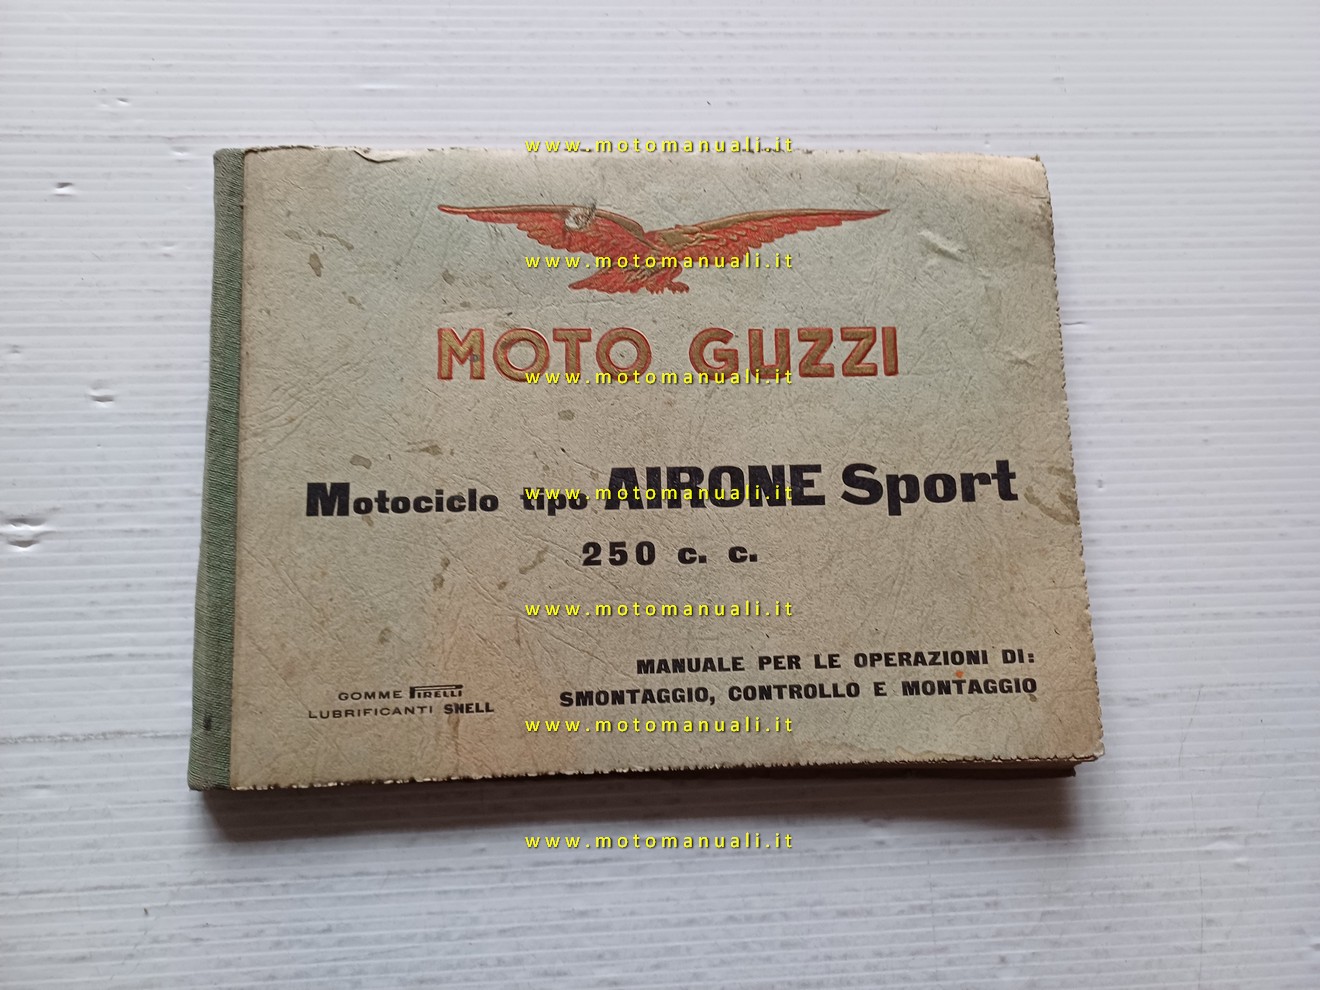 www.motomanuali.it
www.motomanuali.it
MOTO GUZZI
www.motomanuali.it
Motociclo tipo AIRONE Sport
www.motomanuali.it
250 c. c.
www.motomanuali.it
MANUALE PER LE OPERAZIONI DI:
SMONTAGGIO, CONTROLLO E MONTAGGIO
GOMME PIRELLI
LUBRIFICANTI SHELL
www.motomanuali.it
www.motomanuali.it